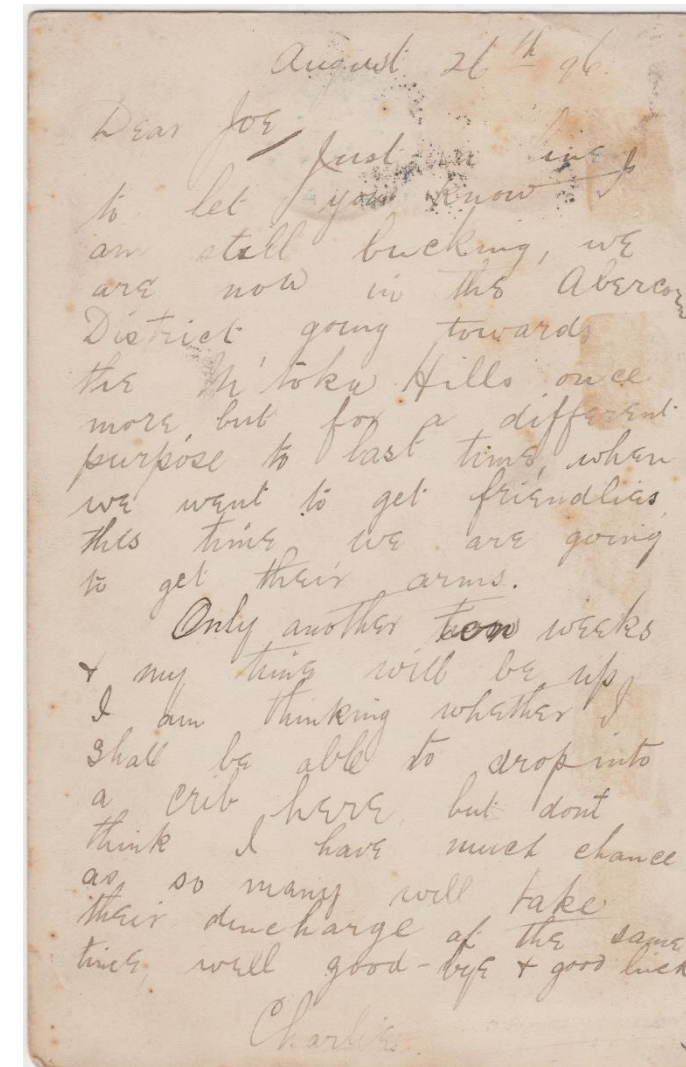 August 26th 96
Dear Joe
Just a line
to let you know I
am still bucking, we
are now in the Abercorn
District going towards
the M'toko Hills once
more, but for a different
purpose to last time, when
we went to get friendlies
this time we are going
to get their arms.
Only another weeks
& my time will be up
I am thinking whether I
shall be able to drop into
a crib here, but dont
think I have much chance
as so many will take
their discharge at the same
time, well good-bye & good luck
Charlie